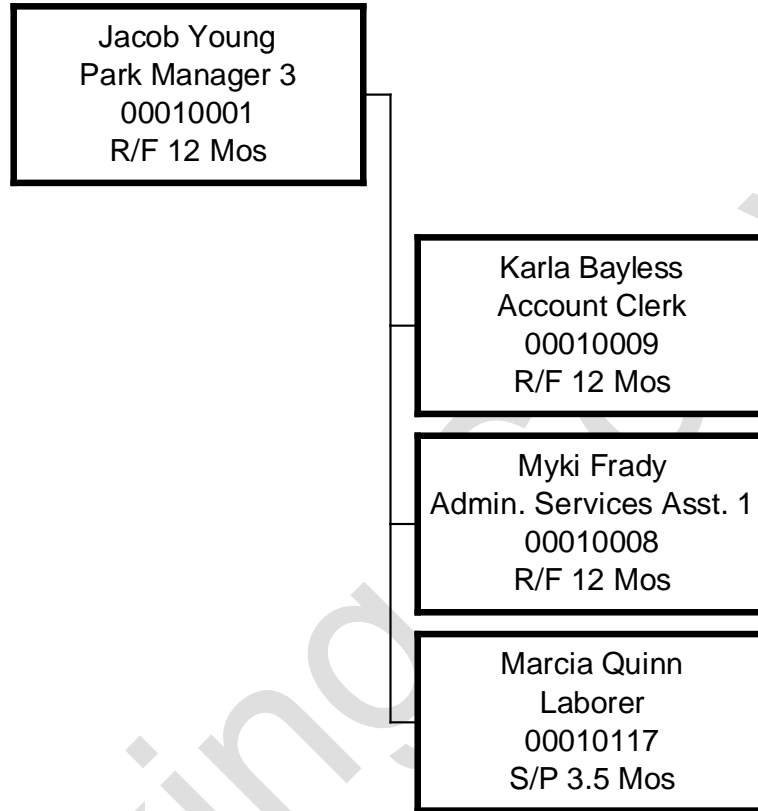 Jacob Young
Park Manager 3
00010001
R/F 12 Mos
Karla Bayless
Account Clerk
00010009
R/F 12 Mos
Myki Frady
Admin. Services Asst. 1
00010008
R/F 12 Mos
Marcia Quinn
Laborer
00010117
S/P 3.5 Mos